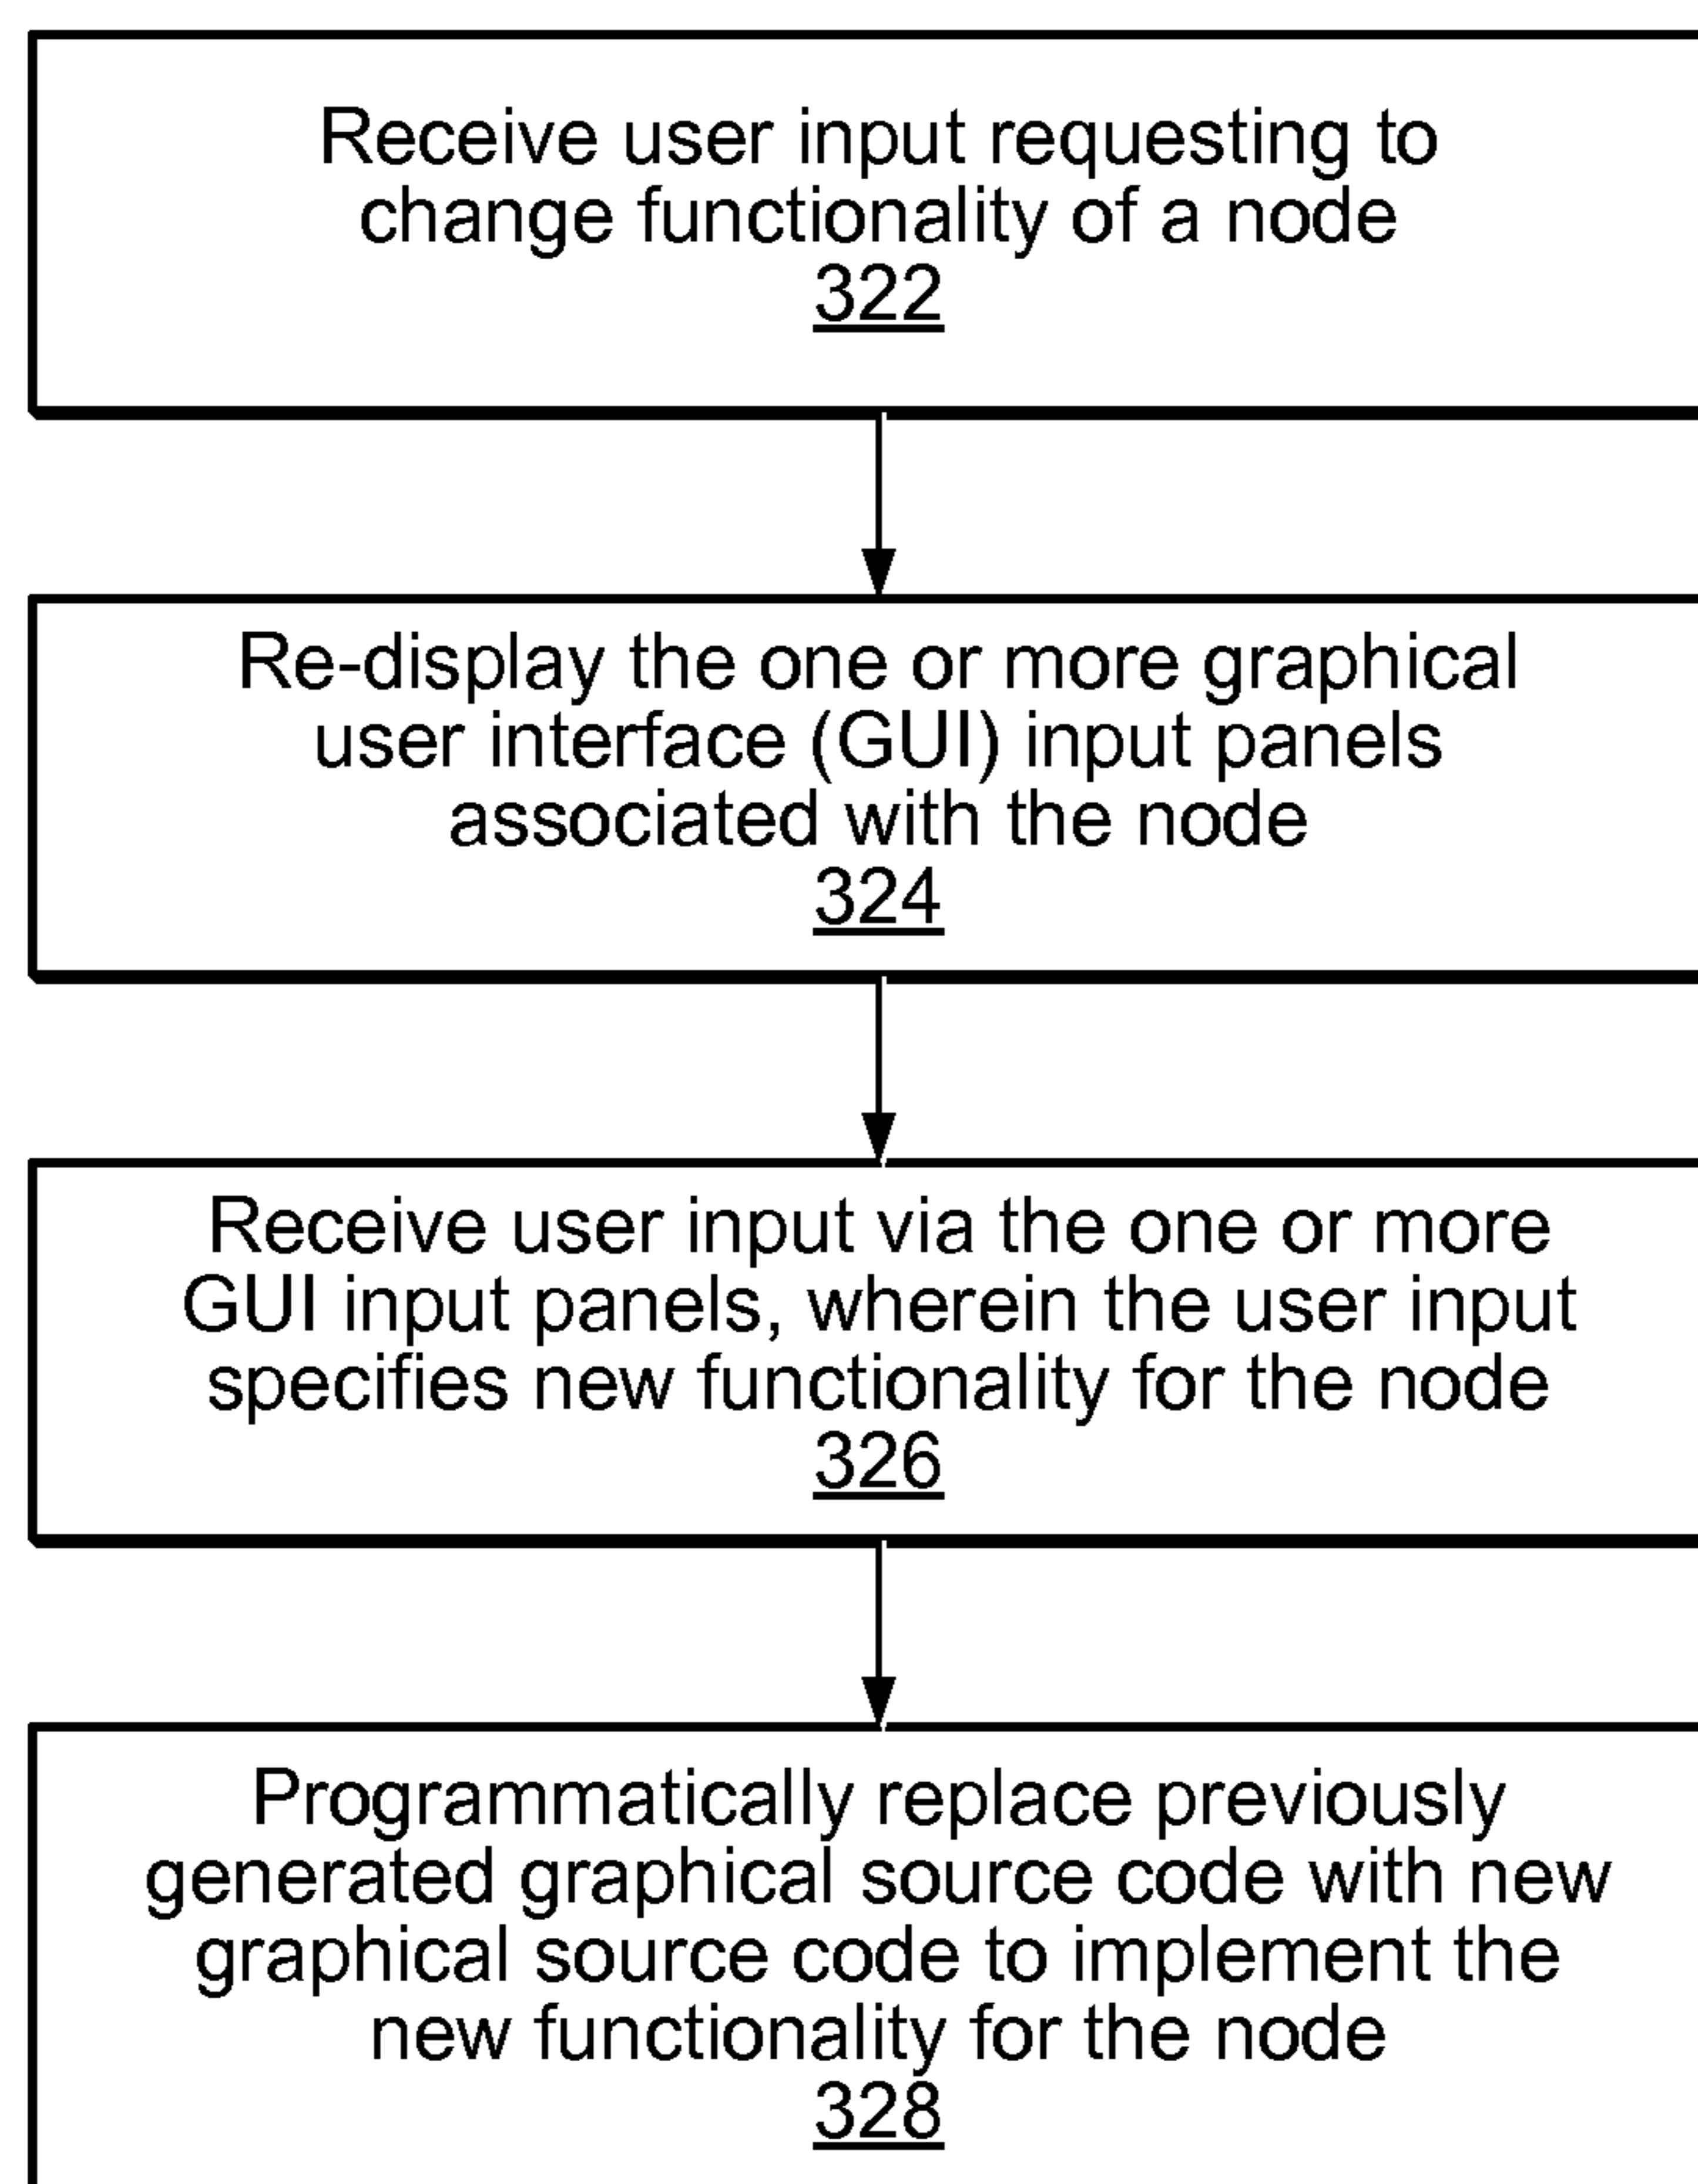 Receive user input requesting to
change functionality of a node
322
Re-display the one or more graphical
user interface (GUI) input panels
associated with the node
324
Receive user input via the one or more
GUI input panels, wherein the user input
specifies new functionality for the node
326
Programmatically replace previously
generated graphical source code with new
graphical source code to implement the
new functionality for the node
328